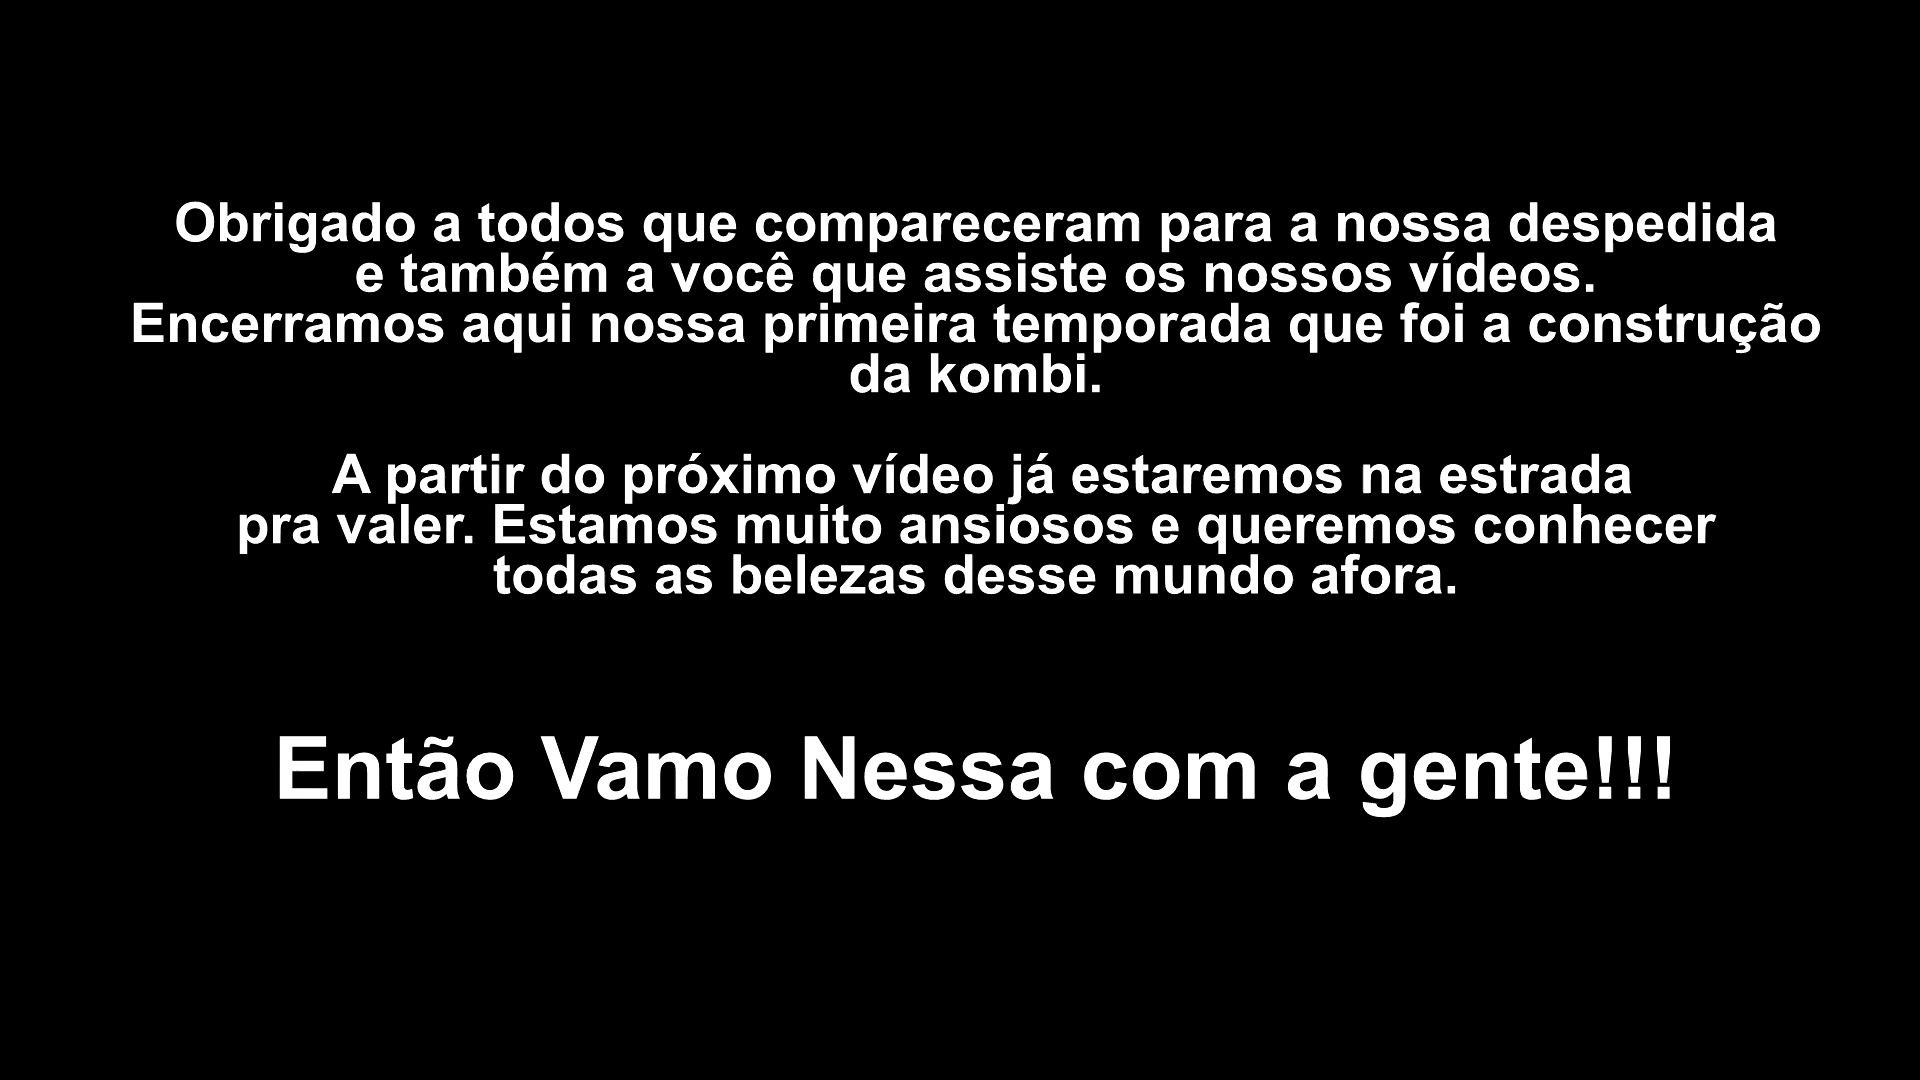 Obrigado a todos que compareceram para a nossa despedida
e também a você que assiste os nossos vídeos.
Encerramos aqui nossa primeira temporada que foi a construção
da kombi.
A partir do próximo vídeo já estaremos na estrada
pra valer. Estamos muito ansiosos e queremos conhecer
todas as belezas desse mundo afora.
Então Vamo Nessa com a gente!!!